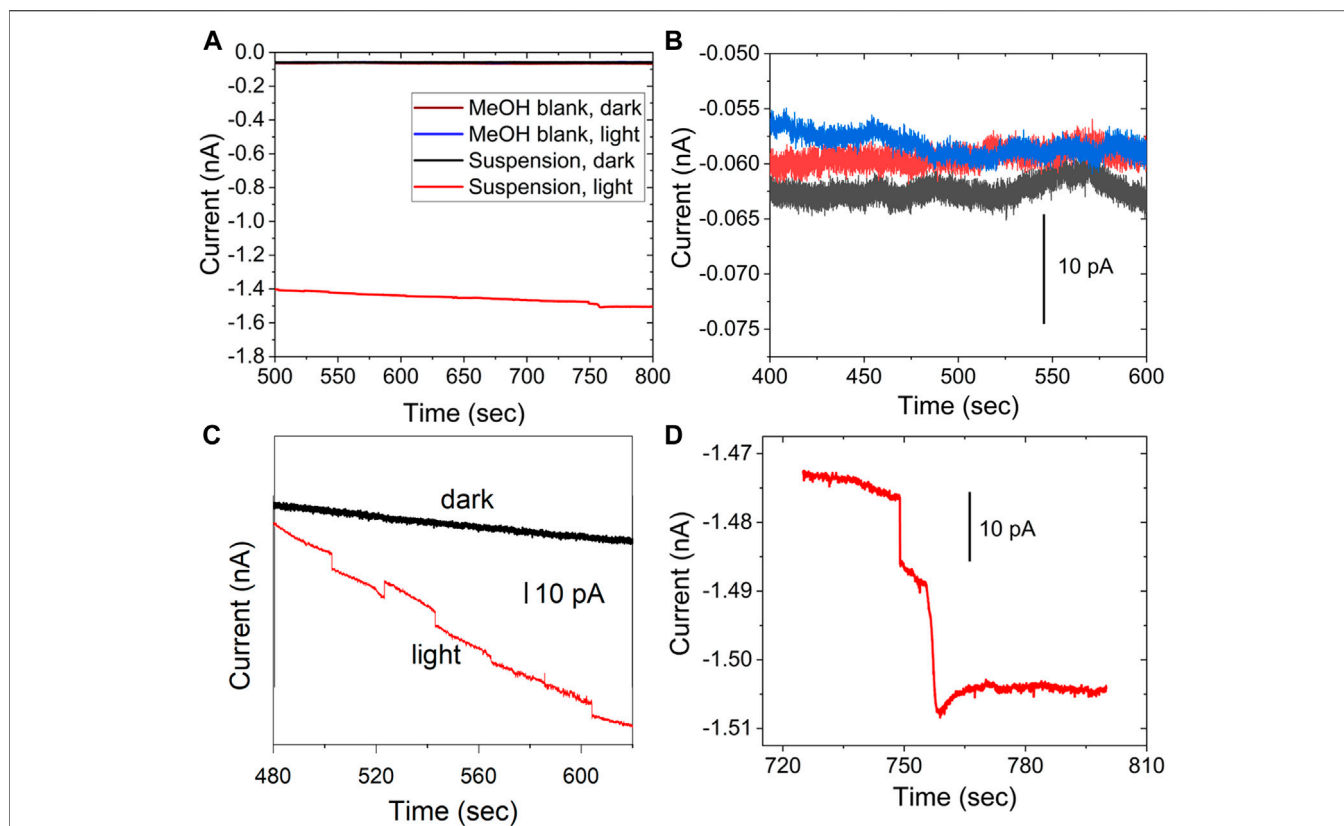 A
0.0
-0.2
-0.4
-0.6
-0.8
-1.0
-1.2
-1.4
-1.6
-1.8
Current (nA)
MeOH blank, dark
MeOH blank, light
Suspension, dark
Suspension, light
500 550 600 650 700 750 800
Time (sec)
B
-0.050
-0.055
-0.060
-0.065
-0.070
-0.075
Current (nA)
10 pA
400 450 500 550 600
Time (sec)
C
Current (nA)
dark
10 pA
light
480 520 560 600
Time (sec)
D
-1.47
-1.48
-1.49
-1.50
-1.51
Current (nA)
10 pA
720 750 780 810
Time (sec)